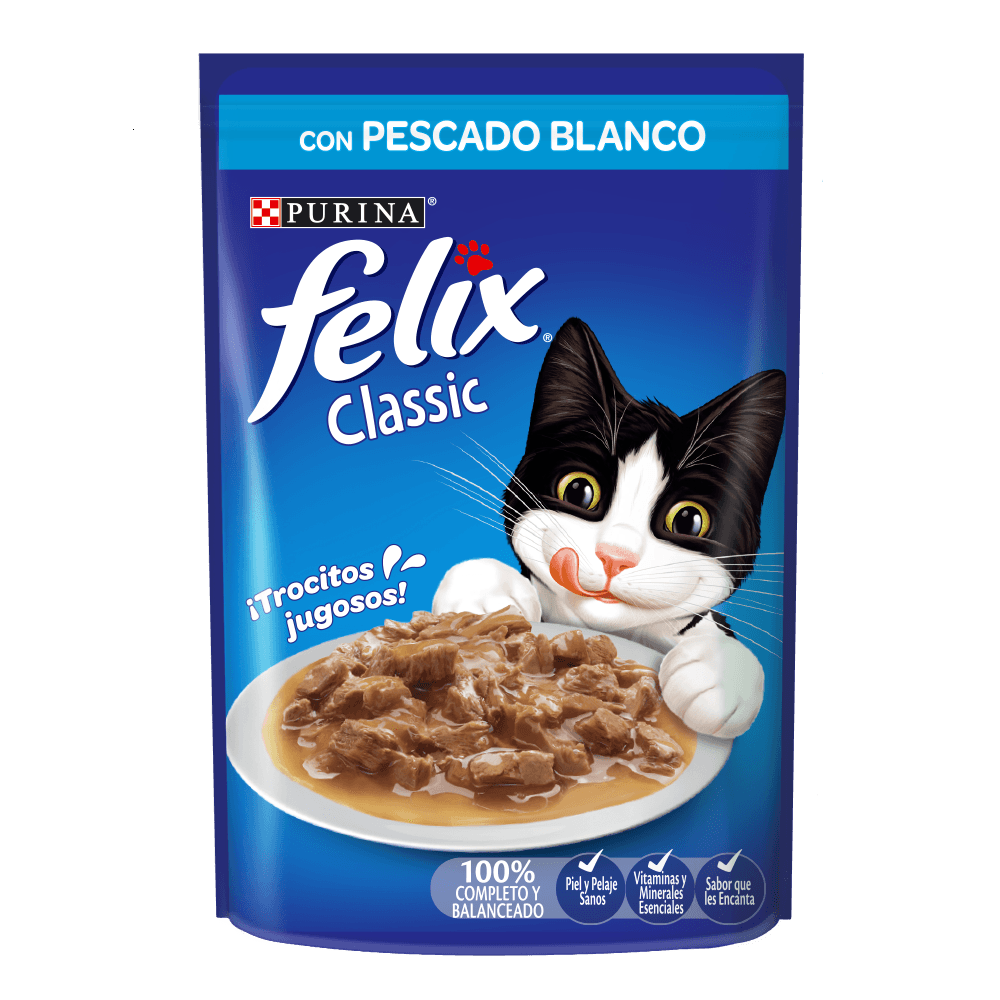 CON PESCADO BLANCO
PURINA®
felix®
Classic
¡Trocitos
jugosos!
100%
COMPLETO Y
BALANCEADO
Piel y Pelaje
Sanos
Vitaminas y
Minerales
Esenciales
Sabor que
les Encanta